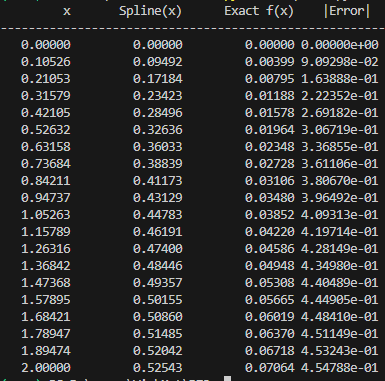 x Spline(x) Exact f(x) |Error|
----------------------------------------------------------
0.00000 0.00000 0.00000 0.00000e+00
0.10526 0.09492 0.00399 9.09298e-02
0.21053 0.17184 0.00795 1.63888e-01
0.31579 0.23423 0.01188 2.22352e-01
0.42105 0.28496 0.01578 2.69182e-01
0.52632 0.32636 0.01964 3.06719e-01
0.63158 0.36033 0.02348 3.36855e-01
0.73684 0.38839 0.02728 3.61106e-01
0.84211 0.41173 0.03106 3.80670e-01
0.94737 0.43129 0.03480 3.96492e-01
1.05263 0.44783 0.03852 4.09313e-01
1.15789 0.46191 0.04220 4.19714e-01
1.26316 0.47400 0.04586 4.28149e-01
1.36842 0.48446 0.04948 4.34980e-01
1.47368 0.49357 0.05308 4.40489e-01
1.57895 0.50155 0.05665 4.44905e-01
1.68421 0.50860 0.06019 4.48410e-01
1.78947 0.51485 0.06370 4.51149e-01
1.89474 0.52042 0.06718 4.53243e-01
2.00000 0.52543 0.07064 4.54788e-01